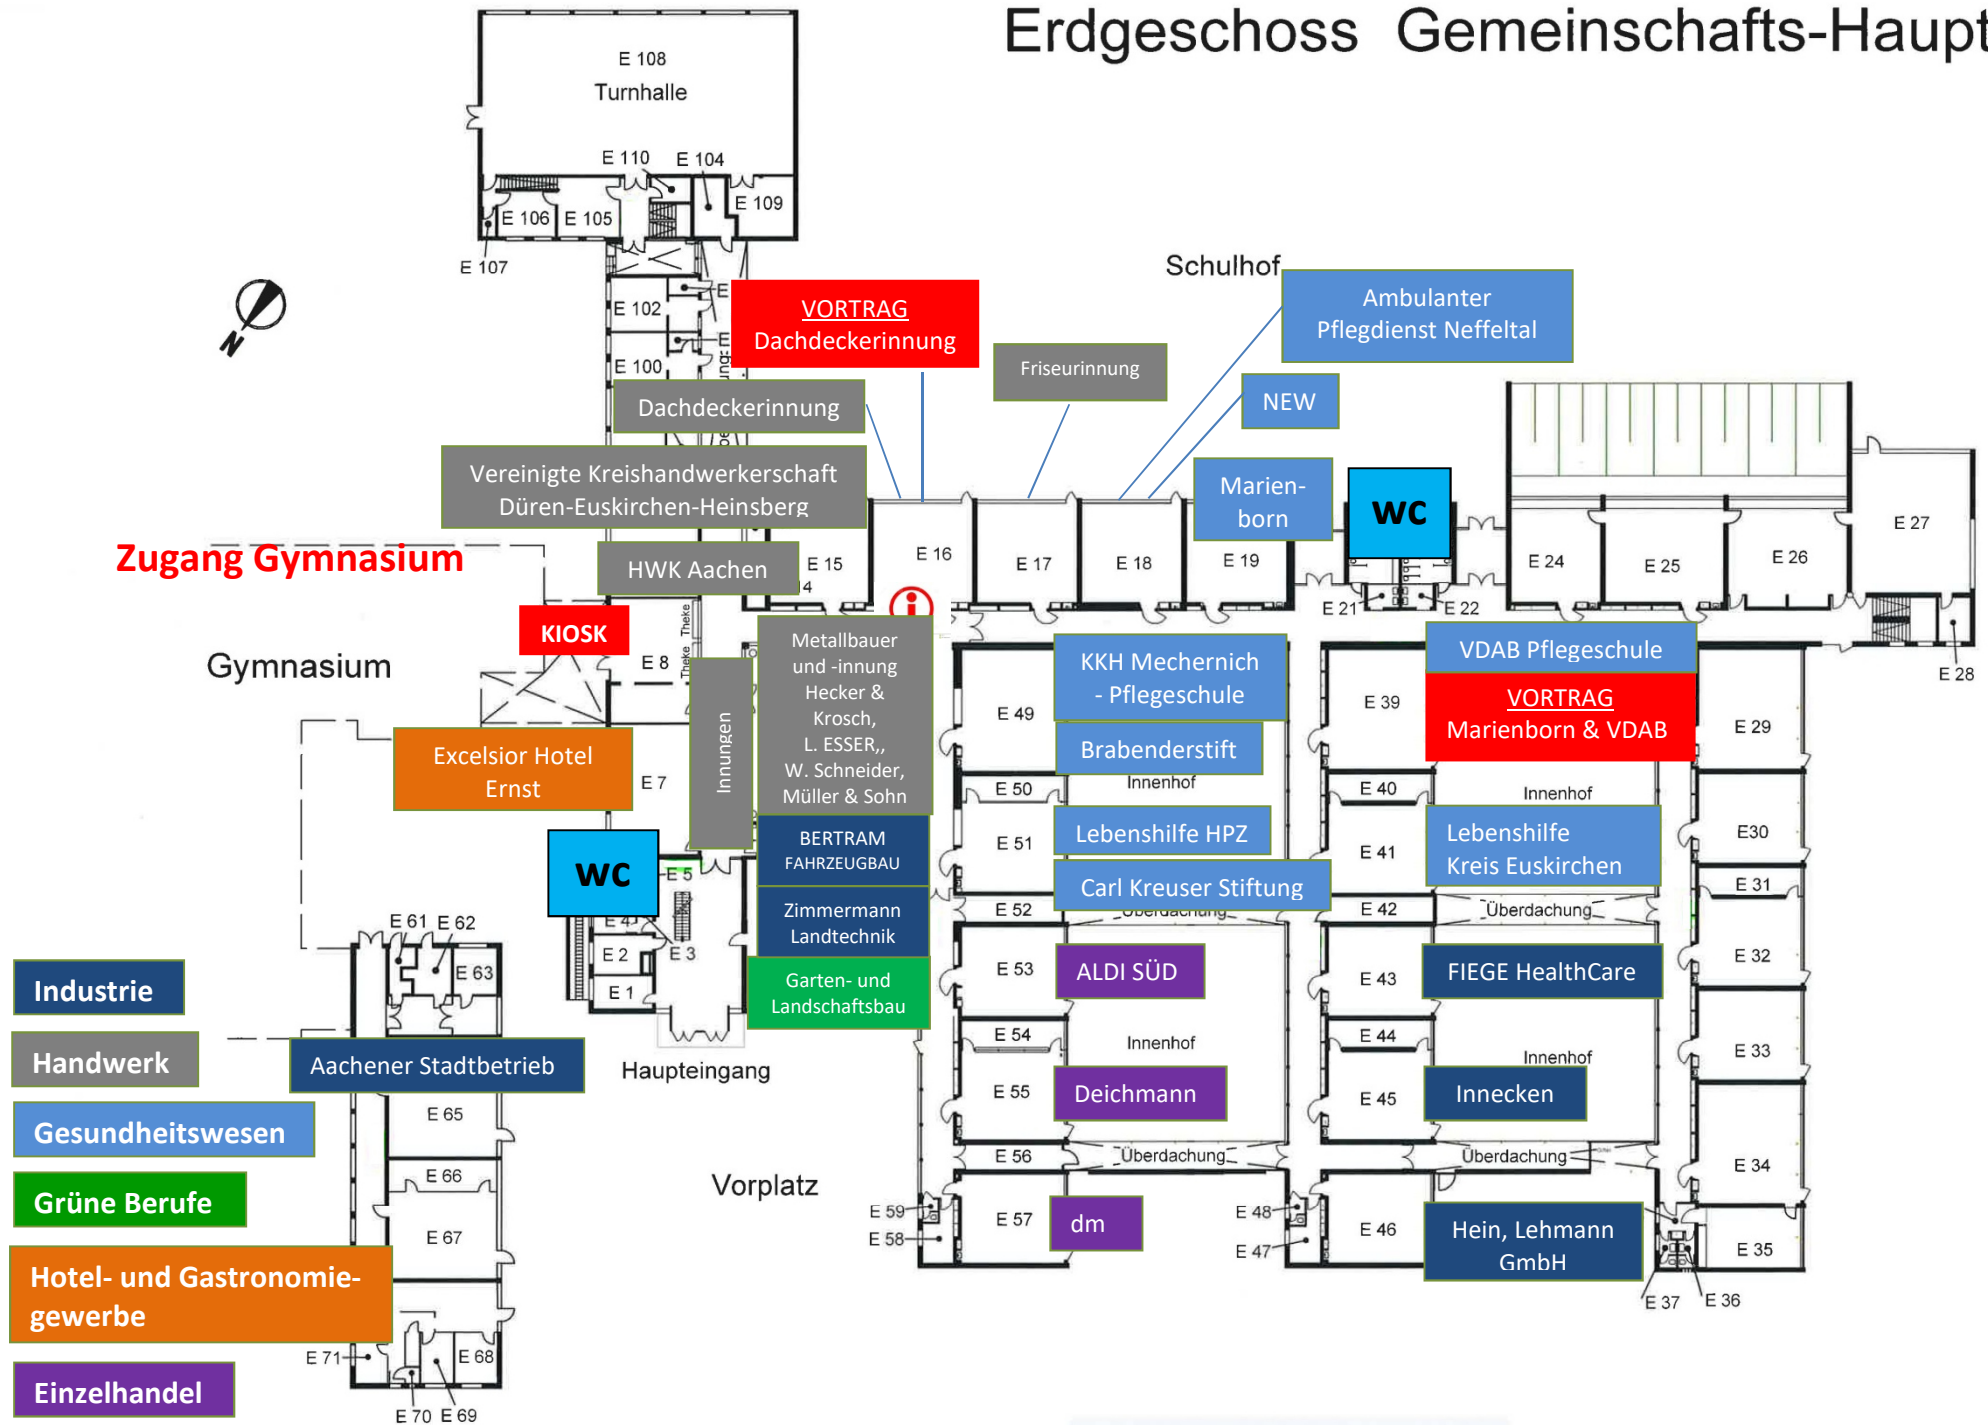 Erdgeschoss Gemeinschafts-Haupt
E 108
Turnhalle
E 110
E 104
E 109
E 106
E 105
E 107
Schulhof
N
E 102
E
E
E 100
VORTRAG
Dachdeckerinnung
Ambulanter
Pflegdienst Neffeltal
Friseurinnung
NEW
Dachdeckerinnung
Vereinigte Kreishandwerkerschaft
Düren-Euskirchen-Heinsberg
Marien-
born
WC
Zugang Gymnasium
HWK Aachen
E 15
E 16
E 17
E 18
E 19
E 24
E 25
E 26
E 27
E 21
E 22
E 28
KIOSK
Theke
Theke
E 8
Gymnasium
Innungen
Metallbauer
und -innung
Hecker &
Krosch,
L. ESSER,,
W. Schneider,
Müller & Sohn
KKH Mechernich
- Pflegeschule
VDAB Pflegeschule
VORTRAG
Marienborn & VDAB
E 49
E 39
E 29
Excelsior Hotel
Ernst
E 7
Brabenderstift
Innenhof
Innenhof
E 50
E 40
E30
BERTRAM
FAHRZEUGBAU
Lebenshilfe HPZ
Lebenshilfe
Kreis Euskirchen
E 51
E 41
WC
E 5
Carl Kreuser Stiftung
E 31
E 4
Zimmermann
Landtechnik
E 52
Überdachung
E 42
Überdachung
E 61
E 62
E 63
E 2
E 3
E 1
E 53
ALDI SÜD
E 43
FIEGE HealthCare
E 32
Garten- und
Landschaftsbau
Industrie
Handwerk
Aachener Stadtbetrieb
Haupteingang
E 54
Innenhof
E 44
Innenhof
E 33
E 55
Deichmann
E 45
Innecken
E 65
Gesundheitswesen
E 56
Überdachung
Überdachung
E 34
E 66
Vorplatz
Grüne Berufe
E 59
E 58
E 57
dm
E 48
E 47
E 46
Hein, Lehmann
GmbH
E 35
E 67
Hotel- und Gastronomie-
gewerbe
E 37
E 36
E 71
E 68
Einzelhandel
E 70
E 69